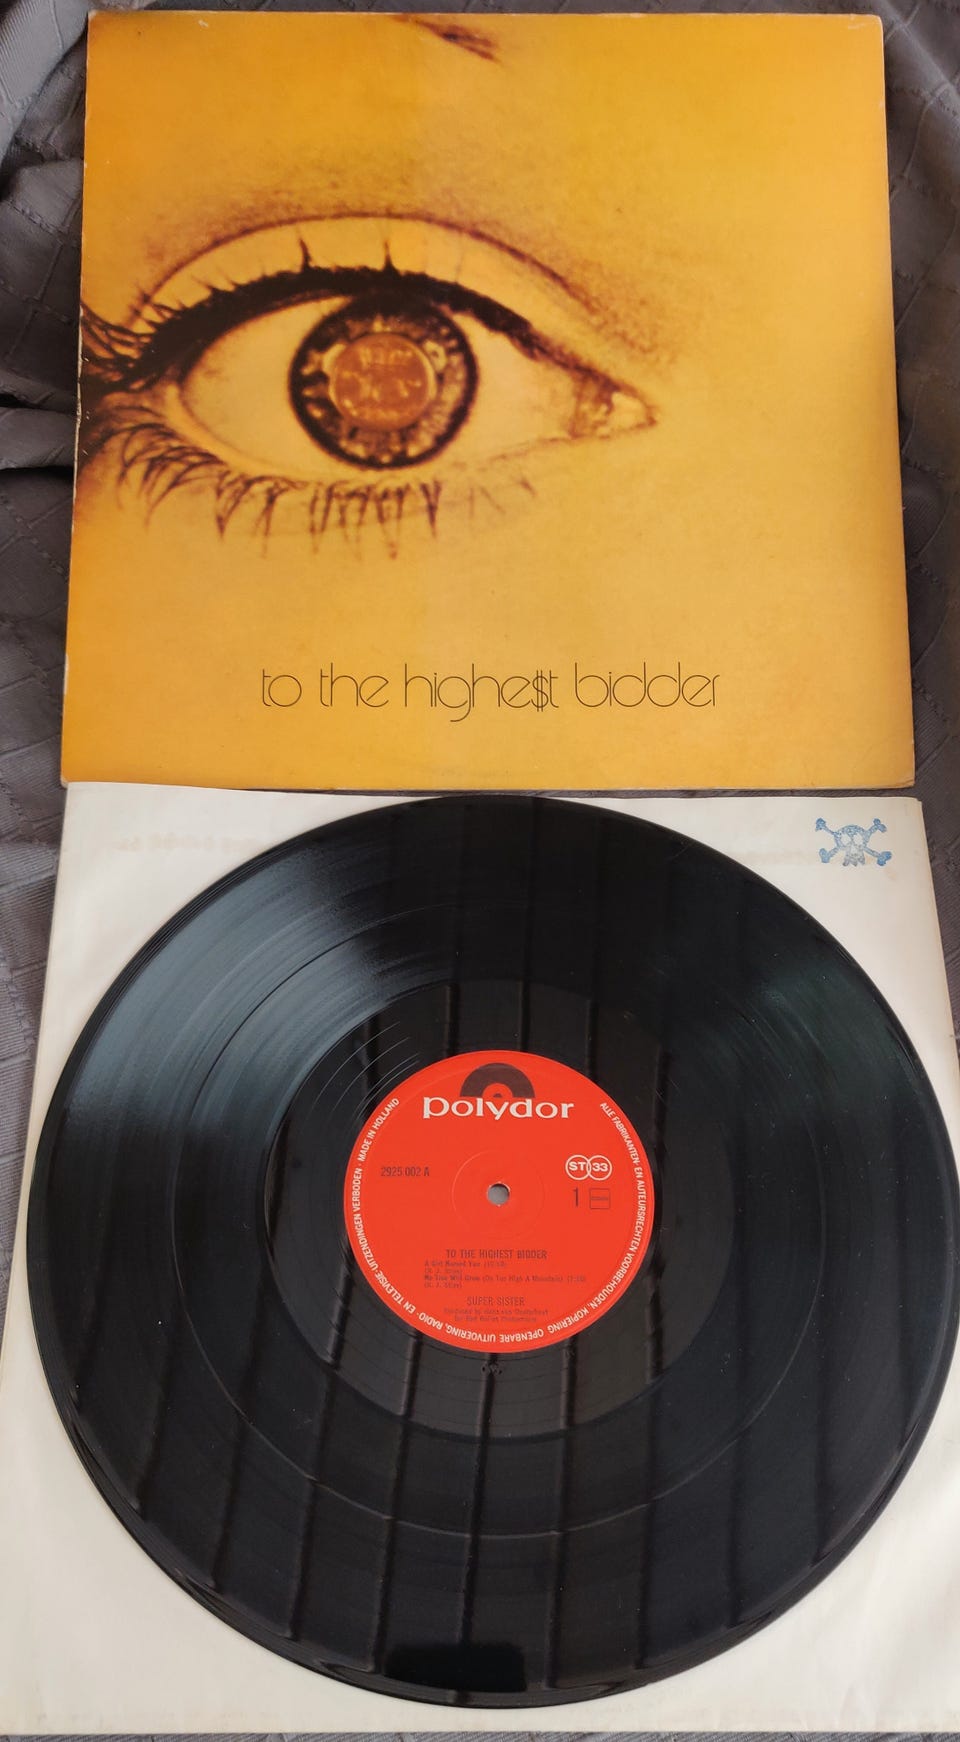 to the highe$t bidder
polydor
MADE IN HOLLAND
ALLE FABRIKANTEN- EN AUTEURSRECHTEN VOORBEHOUDEN. KOPIERING, OPENBARE UITVOERING, RADIO- EN TELEVISIE-UITZENDINGEN VERBODEN ·
2925 002 A
ST 33
1
TO THE HIGHEST BIDDER
A Girl Named You
No Tree Will Grow (On Too High A Mountain)
SUPER SISTER